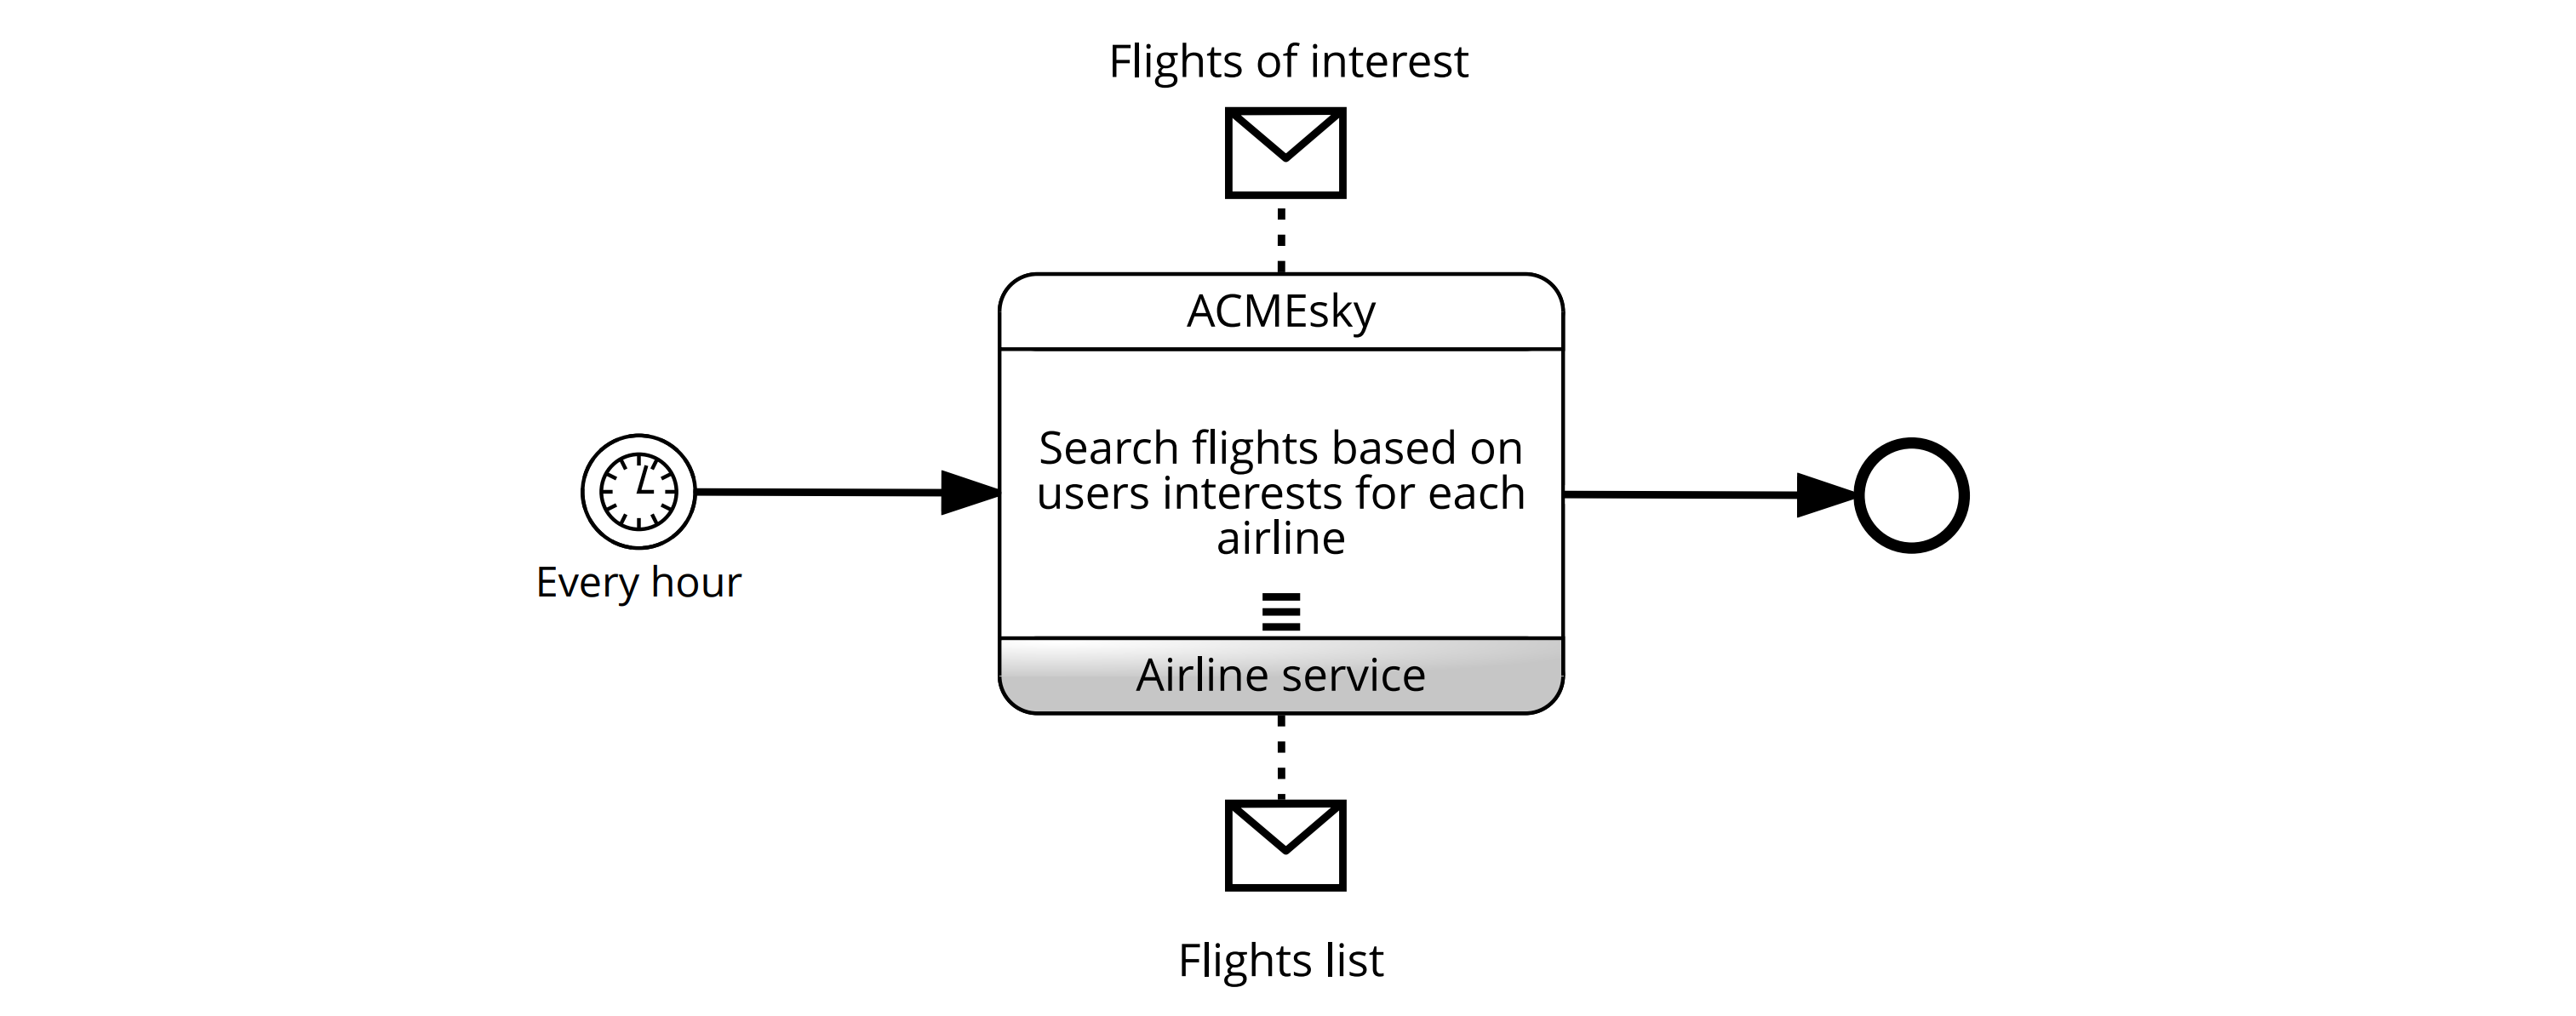 Flights of interest
ACMEsky
Search flights based on
users interests for each
airline
Every hour
Airline service
Flights list